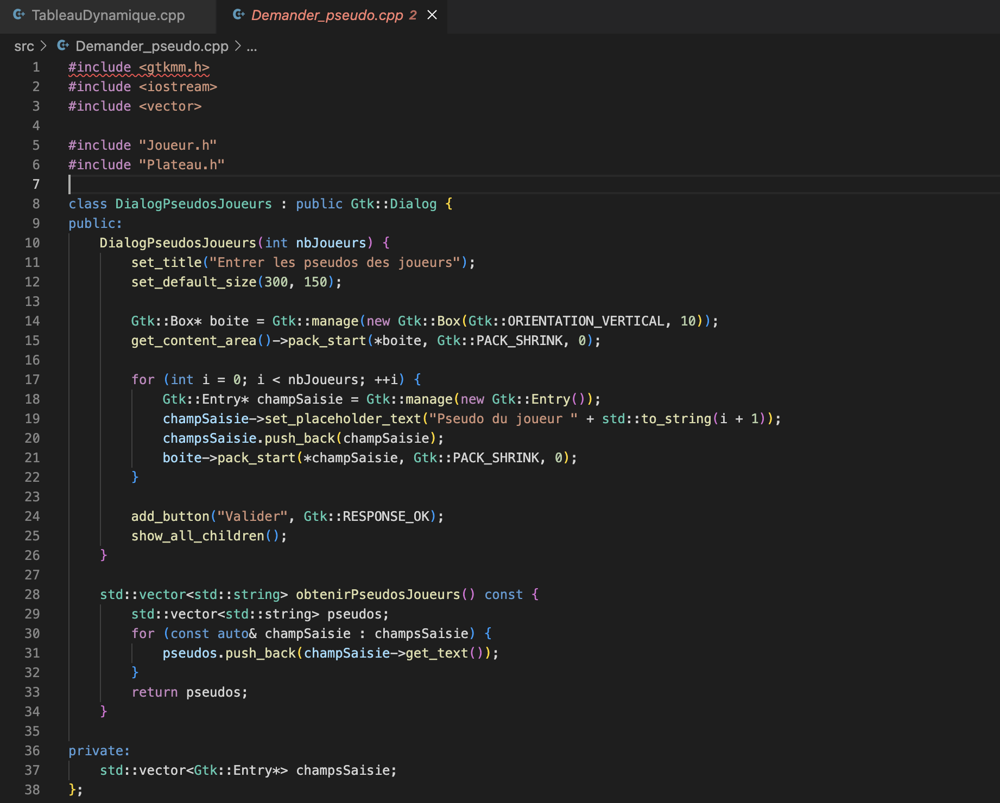 TableauDynamique.cpp Demander_pseudo.cpp 2
src > Demander_pseudo.cpp > ...
1 #include <gtkmm.h>
2 #include <iostream>
3 #include <vector>
4
5 #include "Joueur.h"
6 #include "Plateau.h"
7
8 class DialogPseudosJoueurs : public Gtk::Dialog {
9 public:
10     DialogPseudosJoueurs(int nbJoueurs) {
11         set_title("Entrer les pseudos des joueurs");
12         set_default_size(300, 150);
13
14         Gtk::Box* boite = Gtk::manage(new Gtk::Box(Gtk::ORIENTATION_VERTICAL, 10));
15         get_content_area()->pack_start(*boite, Gtk::PACK_SHRINK, 0);
16
17         for (int i = 0; i < nbJoueurs; ++i) {
18             Gtk::Entry* champSaisie = Gtk::manage(new Gtk::Entry());
19             champSaisie->set_placeholder_text("Pseudo du joueur " + std::to_string(i + 1));
20             champsSaisie.push_back(champSaisie);
21             boite->pack_start(*champSaisie, Gtk::PACK_SHRINK, 0);
22         }
23
24         add_button("Valider", Gtk::RESPONSE_OK);
25         show_all_children();
26     }
27
28     std::vector<std::string> obtenirPseudosJoueurs() const {
29         std::vector<std::string> pseudos;
30         for (const auto& champSaisie : champsSaisie) {
31             pseudos.push_back(champSaisie->get_text());
32         }
33         return pseudos;
34     }
35
36 private:
37     std::vector<Gtk::Entry*> champsSaisie;
38 };